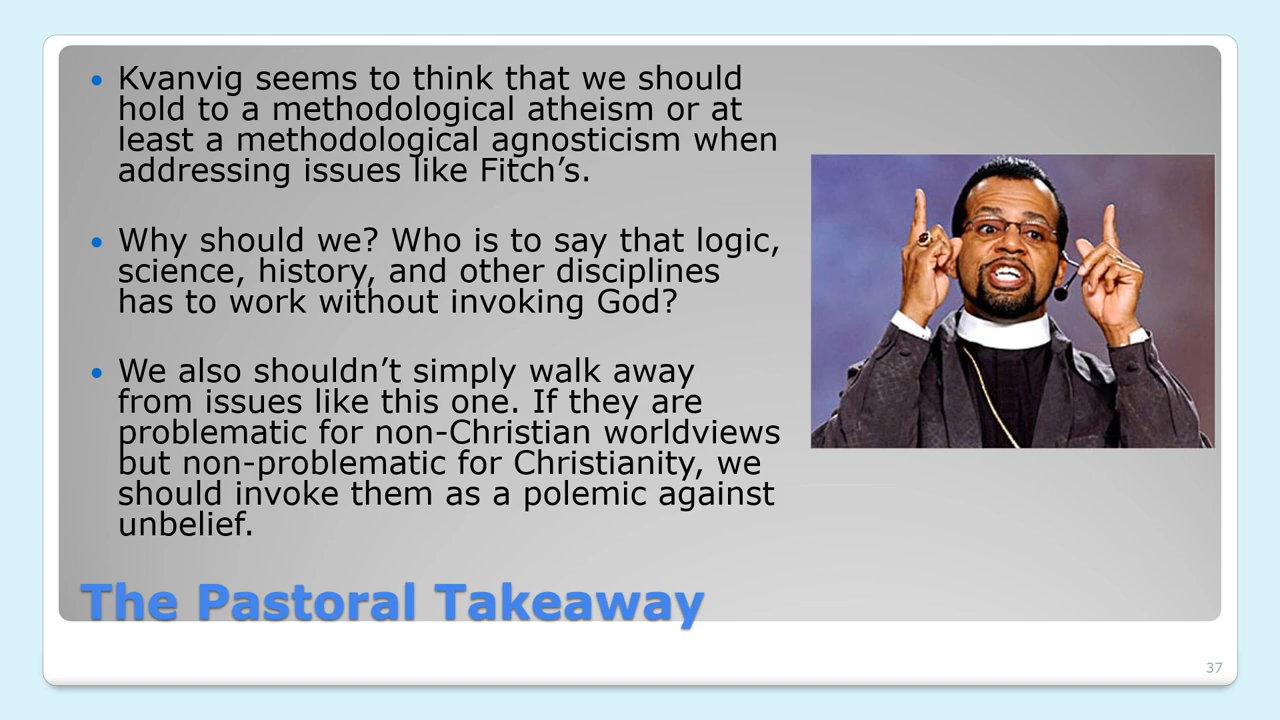 • Kvanvig seems to think that we should
hold to a methodological atheism or at
least a methodological agnosticism when
addressing issues like Fitch’s.
• Why should we? Who is to say that logic,
science, history, and other disciplines
has to work without invoking God?
• We also shouldn’t simply walk away
from issues like this one. If they are
problematic for non-Christian worldviews
but non-problematic for Christianity, we
should invoke them as a polemic against
unbelief.
The Pastoral Takeaway
37